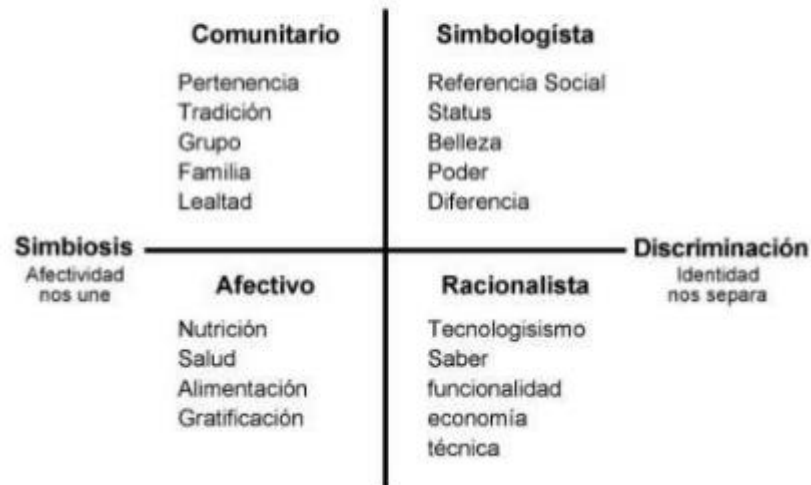 Comunitario
Pertenencia
Tradición
Grupo
Familia
Lealtad
Simbologísta
Referencia Social
Status
Belleza
Poder
Diferencia
Simbiosis
Afectividad
nos une
Discriminación
Identidad
nos separa
Afectivo
Nutrición
Salud
Alimentación
Gratificación
Racionalista
Tecnologisismo
Saber
funcionalidad
economía
técnica